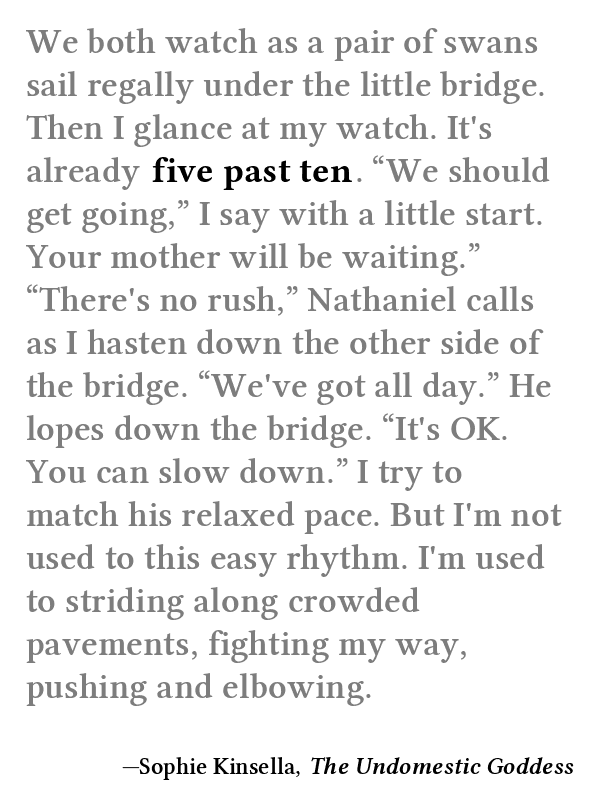 We both watch as a pair of swans
sail regally under the little bridge.
Then I glance at my watch. It's
already five past ten. “We should
get going,” I say with a little start.
Your mother will be waiting.”
“There's no rush,” Nathaniel calls
as I hasten down the other side of
the bridge. “We've got all day.” He
lopes down the bridge. “It's OK.
You can slow down.” I try to
match his relaxed pace. But I'm not
used to this easy rhythm. I'm used
to striding along crowded
pavements, fighting my way,
pushing and elbowing.
—Sophie Kinsella, The Undomestic Goddess